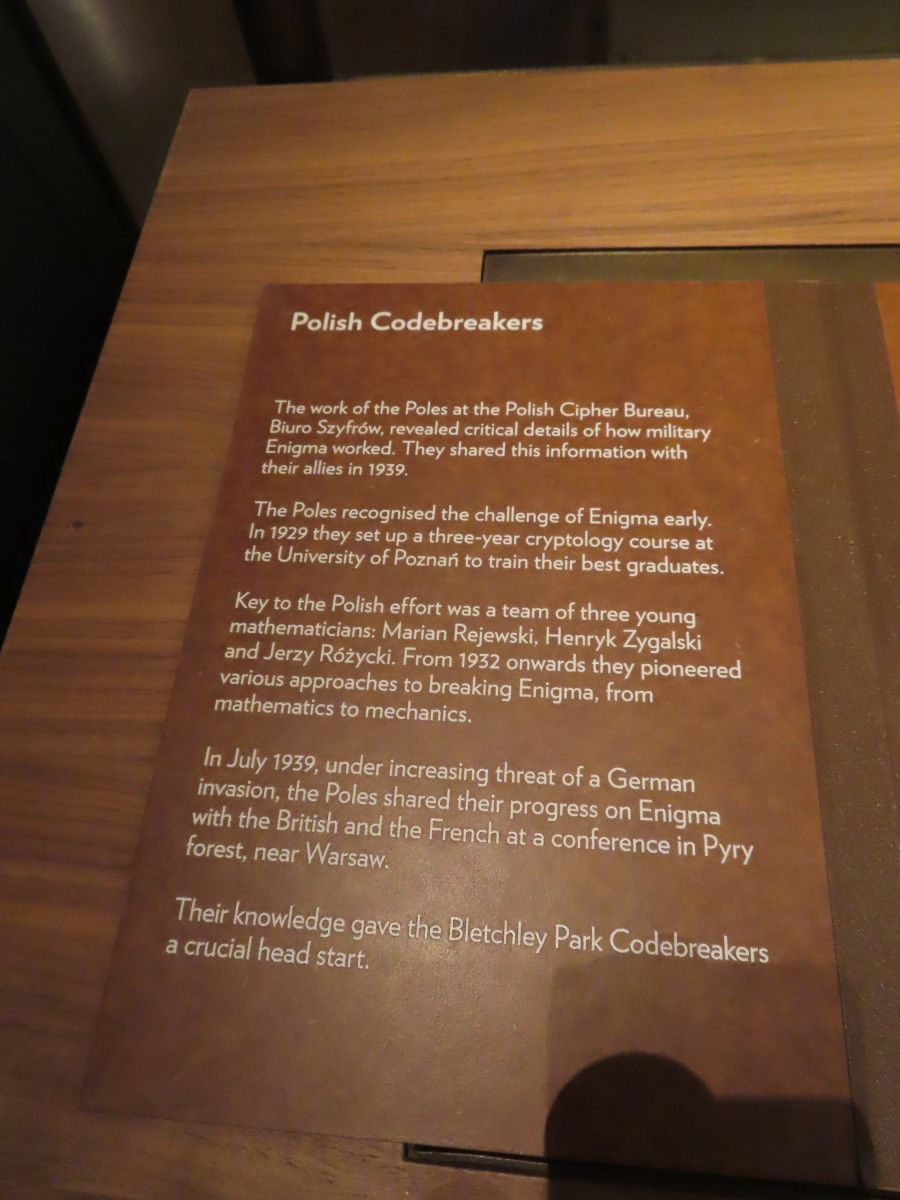 Polish Codebreakers
The work of the Poles at the Polish Cipher Bureau,
Biuro Szyfrów, revealed critical details of how military
Enigma worked. They shared this information with
their allies in 1939.
The Poles recognised the challenge of Enigma early.
In 1929 they set up a three-year cryptology course at
the University of Poznań to train their best graduates.
Key to the Polish effort was a team of three young
mathematicians: Marian Rejewski, Henryk Zygalski
and Jerzy Różycki. From 1932 onwards they pioneered
various approaches to breaking Enigma, from
mathematics to mechanics.
In July 1939, under increasing threat of a German
invasion, the Poles shared their progress on Enigma
with the British and the French at a conference in Pyry
forest, near Warsaw.
Their knowledge gave the Bletchley Park Codebreakers
a crucial head start.